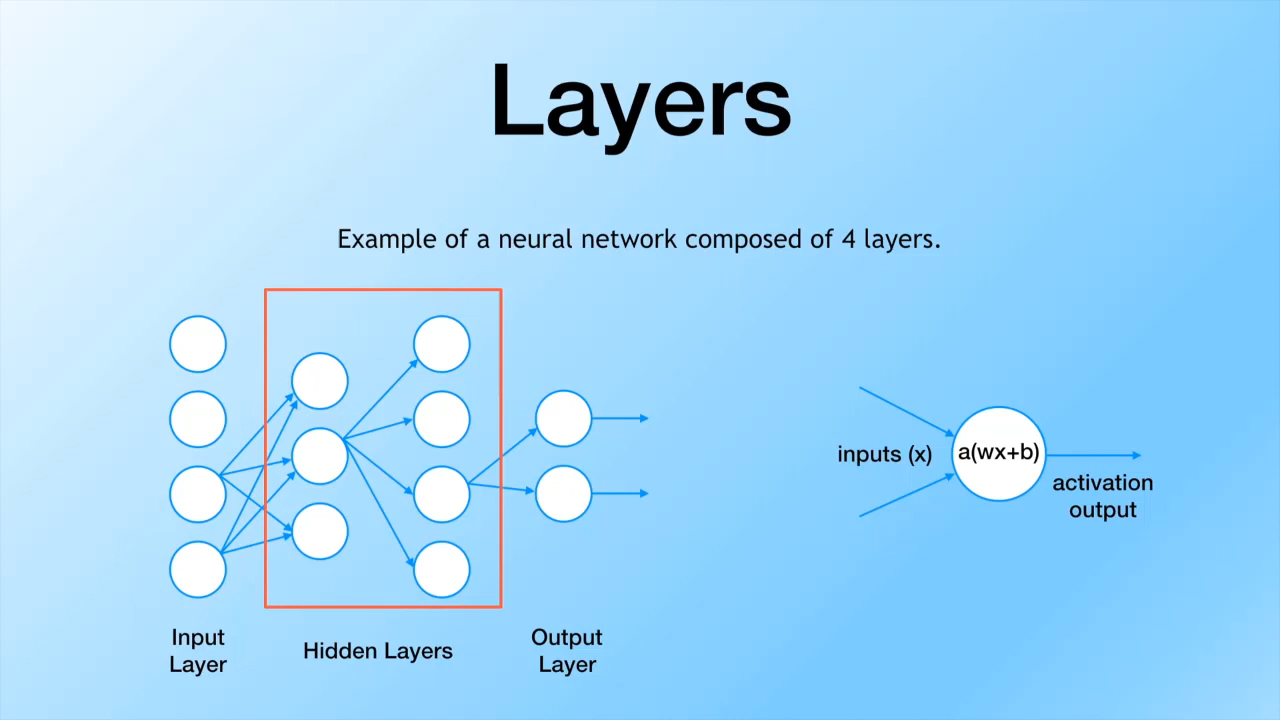 Layers
Example of a neural network composed of 4 layers.
inputs (x)
a(wx+b)
activation
output
Input
Layer
Hidden Layers
Output
Layer